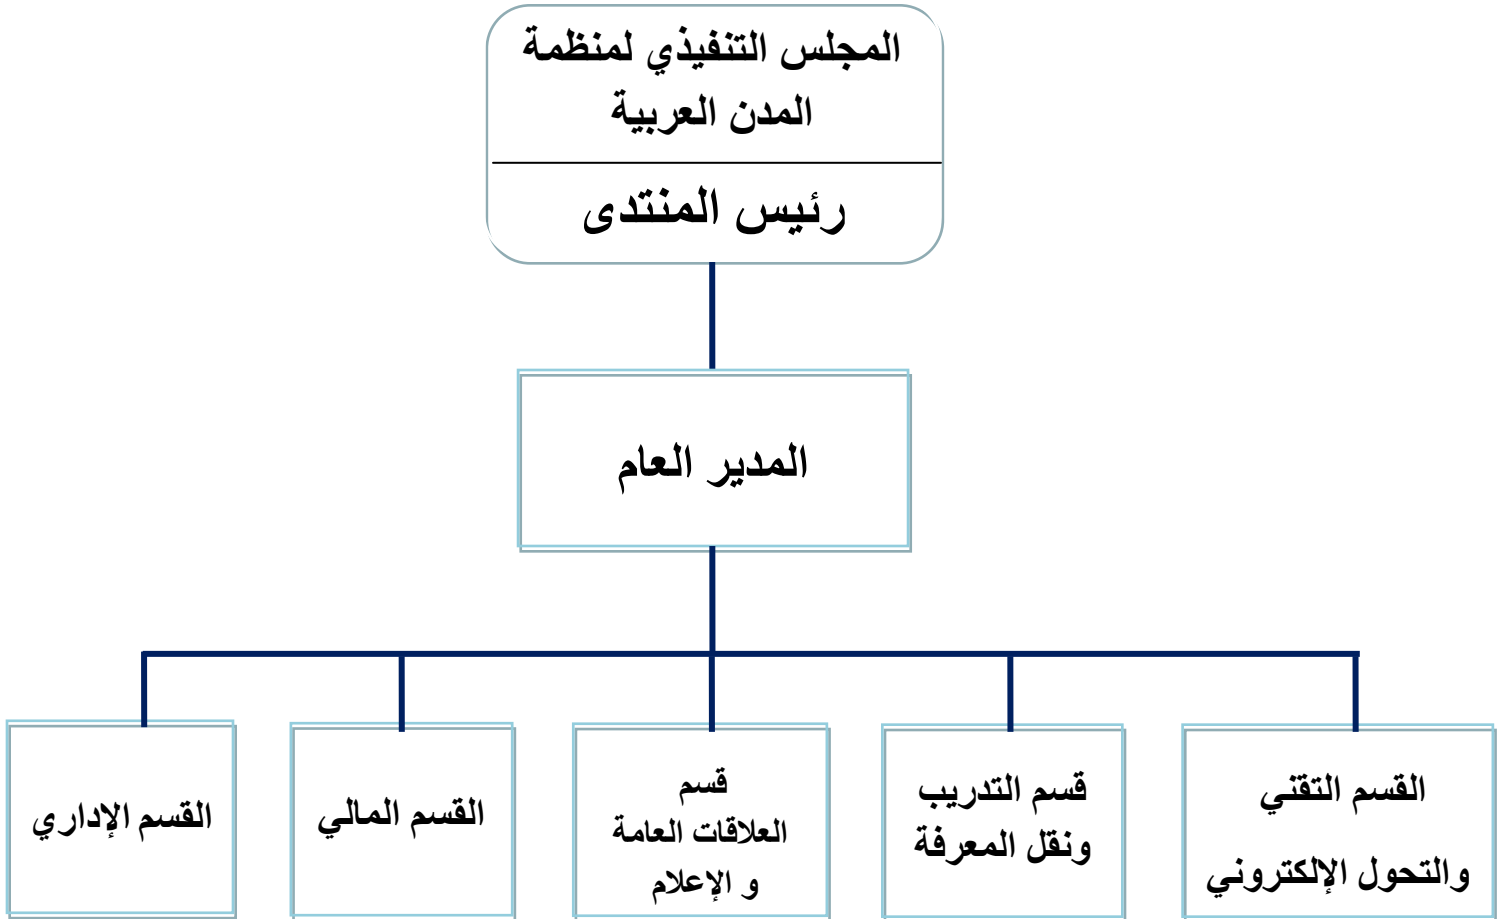 المجلس التنفيذي لمنظمة
المدن العربية
رئيس المنتدى
المدير العام
القسم التقني
والتحول الإلكتروني
قسم التدريب
ونقل المعرفة
قسم
العلاقات العامة
و الإعلام
القسم المالي
القسم الإداري